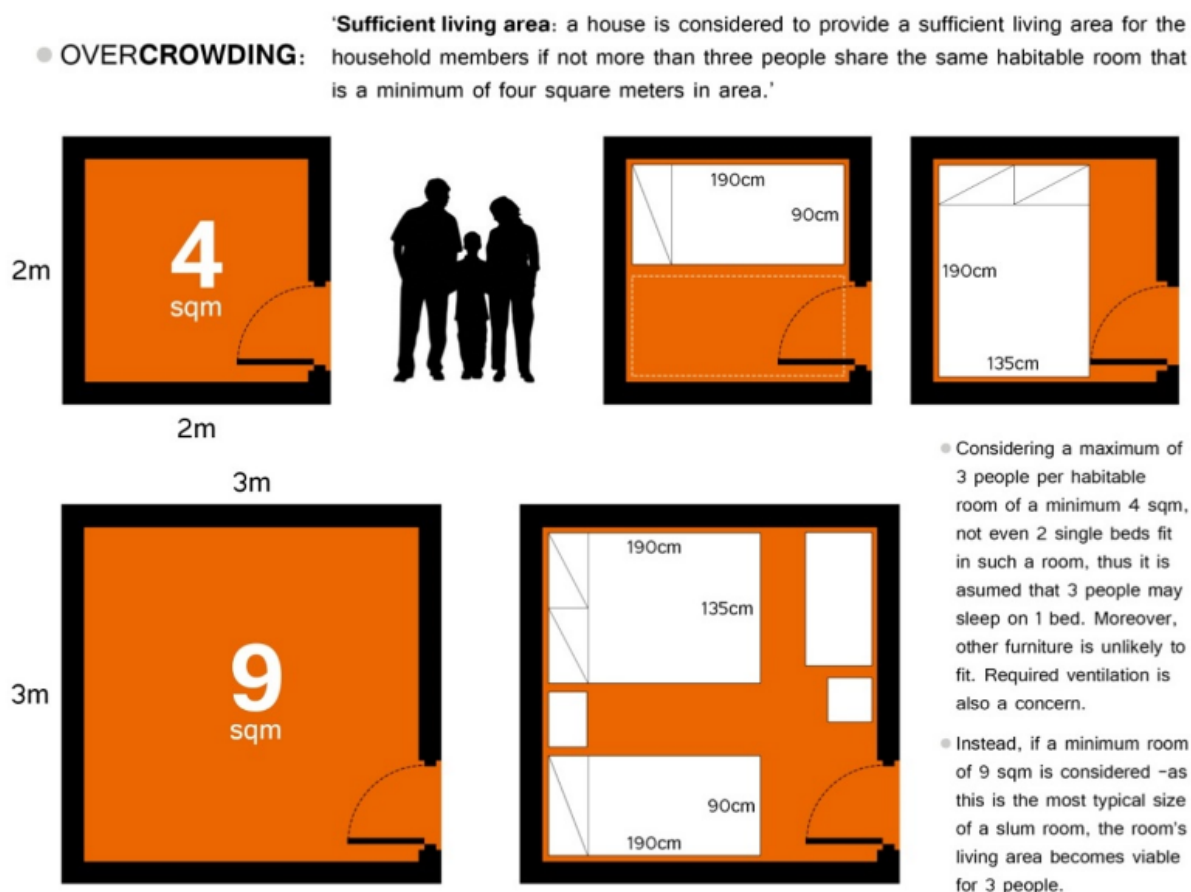 OVERCROWDING:
'Sufficient living area: a house is considered to provide a sufficient living area for the
household members if not more than three people share the same habitable room that
is a minimum of four square meters in area.'
2m
4
sqm
2m
190cm
90cm
190cm
135cm
3m
3m
9
sqm
190cm
135cm
90cm
190cm
Considering a maximum of
3 people per habitable
room of a minimum 4 sqm,
not even 2 single beds fit
in such a room, thus it is
asumed that 3 people may
sleep on 1 bed. Moreover,
other furniture is unlikely to
fit. Required ventilation is
also a concern.
Instead, if a minimum room
of 9 sqm is considered -as
this is the most typical size
of a slum room, the room's
living area becomes viable
for 3 people.